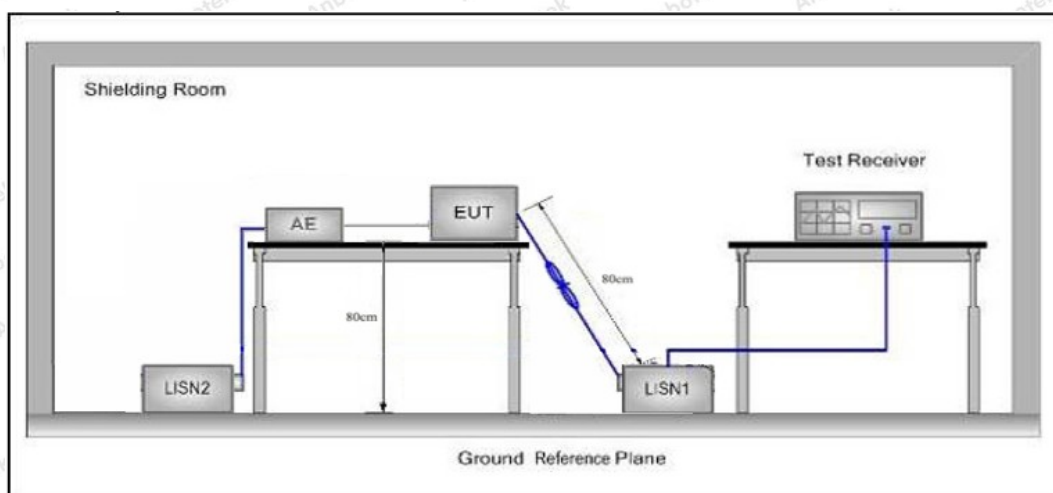 Shielding Room
Test Receiver
AE
EUT
80cm
80cm
LISN2
LISN1
Ground Reference Plane